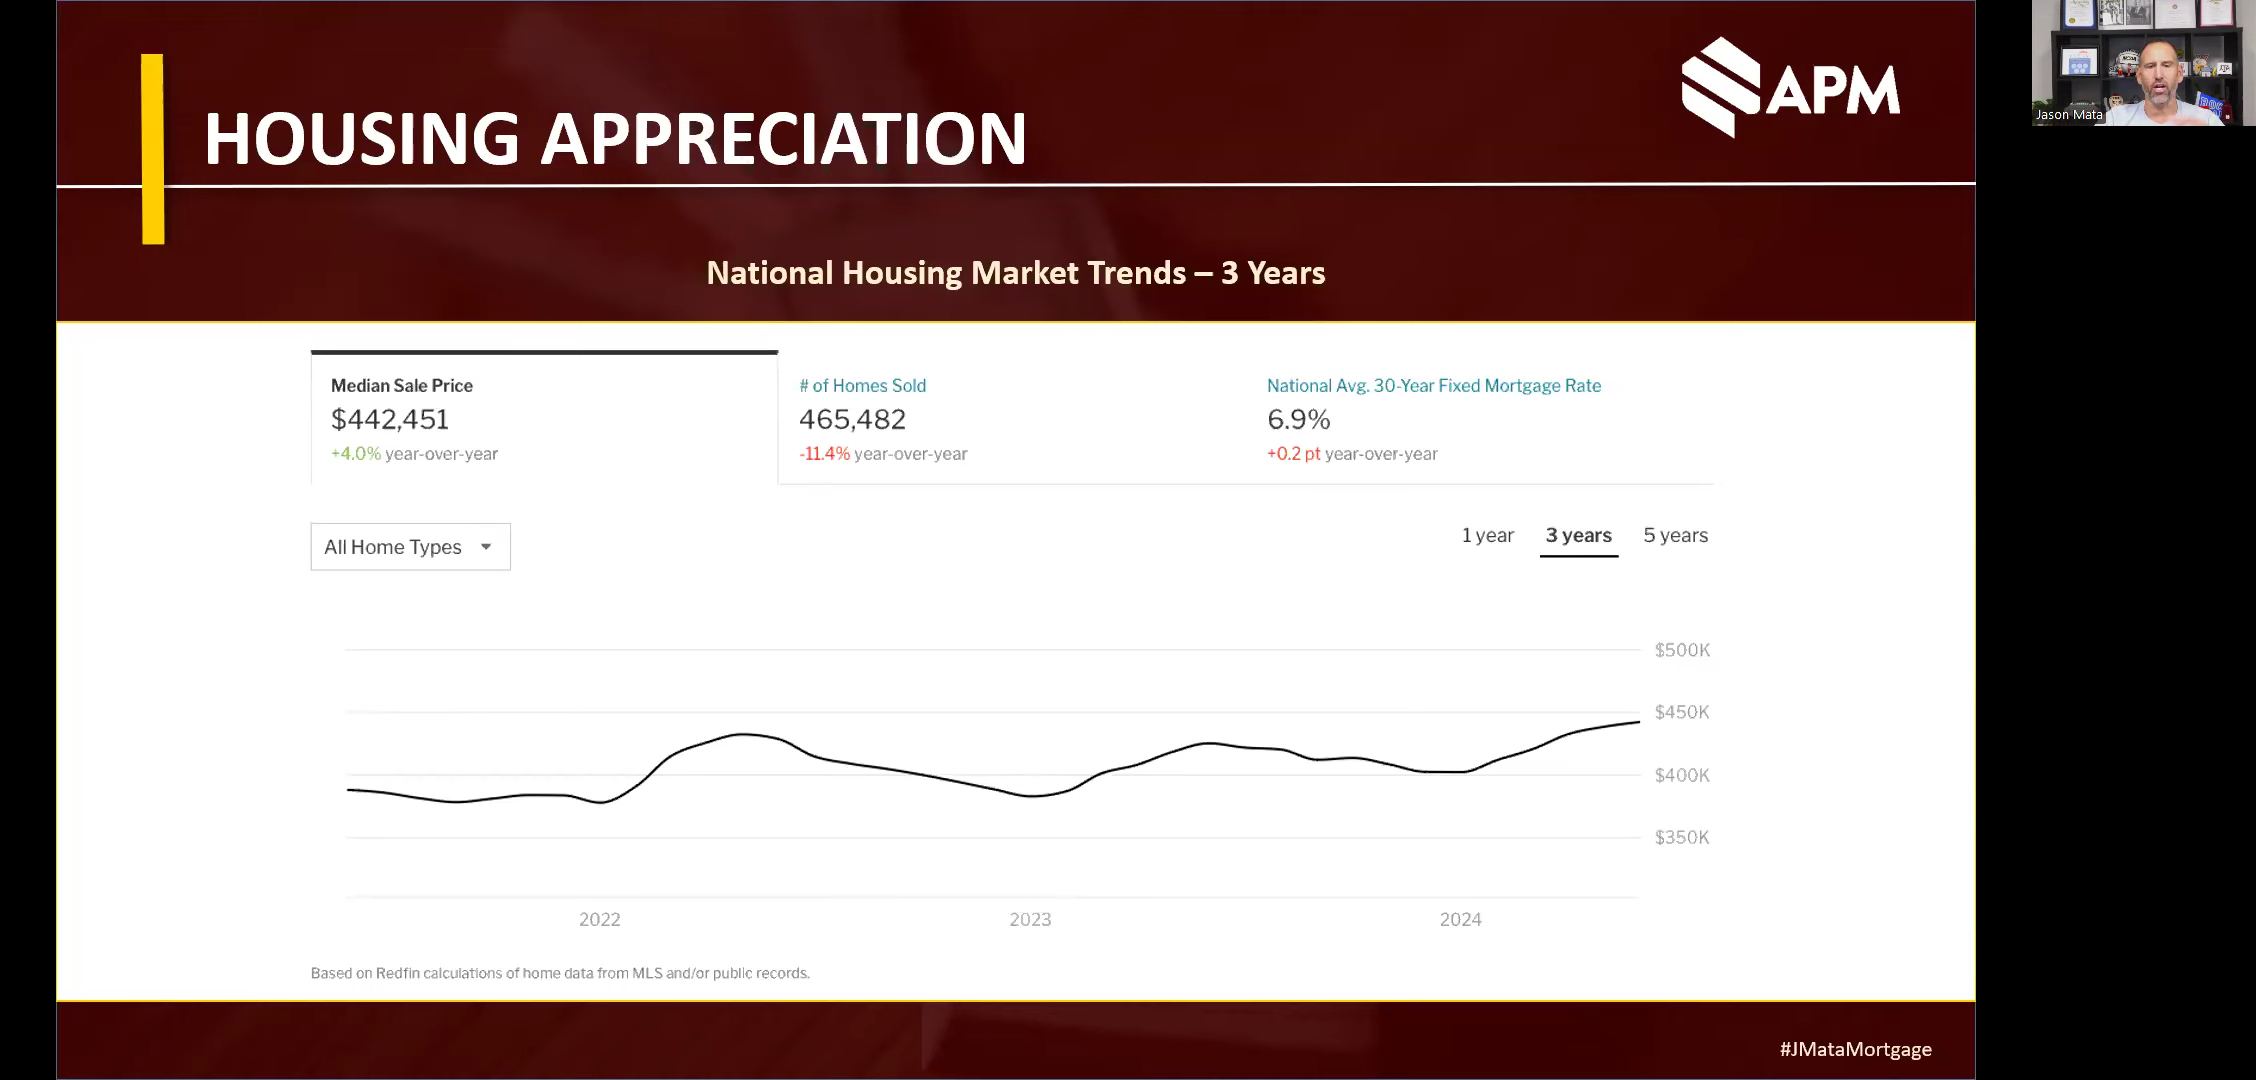 HOUSING APPRECIATION
APM
Jason Mata
National Housing Market Trends – 3 Years
Median Sale Price
$442,451
+4.0% year-over-year
# of Homes Sold
465,482
-11.4% year-over-year
National Avg. 30-Year Fixed Mortgage Rate
6.9%
+0.2 pt year-over-year
All Home Types
1 year 3 years 5 years
$500K
$450K
$400K
$350K
2022 2023 2024
Based on Redfin calculations of home data from MLS and/or public records.
#JMataMortgage